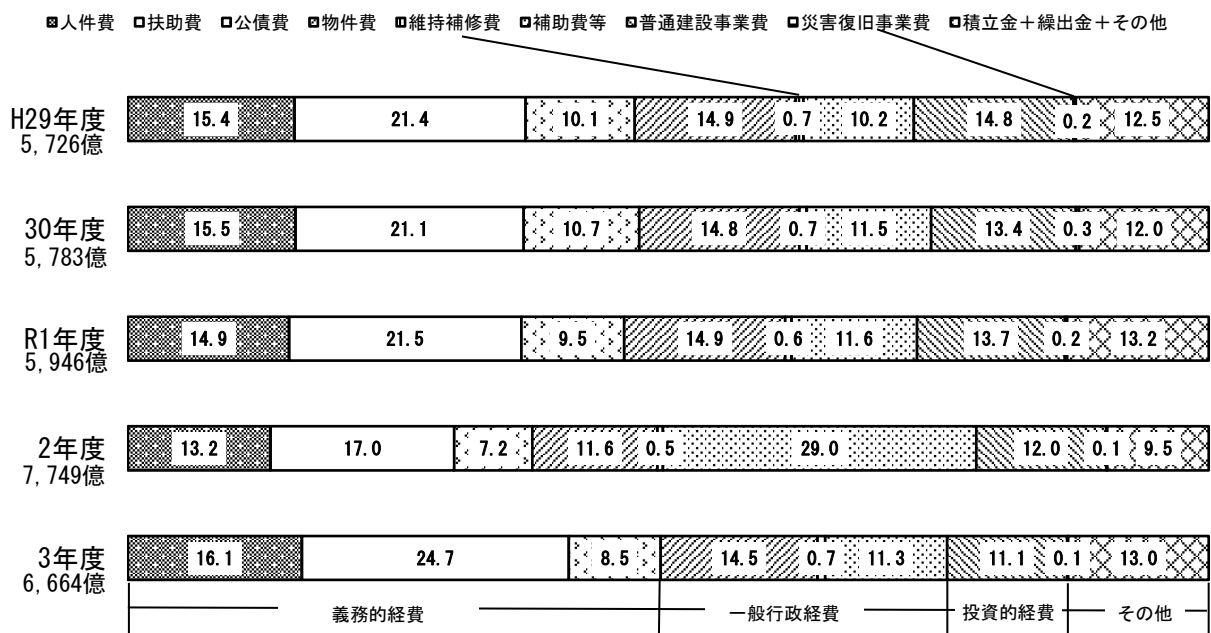 人件費 扶助費 公債費 物件費 維持補修費 補助費等 普通建設事業費 災害復旧事業費 積立金＋繰出金＋その他
H29年度 15.4 21.4 10.1 14.9 0.7 10.2 14.8 0.2 12.5
5,726億
30年度 15.5 21.1 10.7 14.8 0.7 11.5 13.4 0.3 12.0
5,783億
R1年度 14.9 21.5 9.5 14.9 0.6 11.6 13.7 0.2 13.2
5,946億
2年度 13.2 17.0 7.2 11.6 0.5 29.0 12.0 0.1 9.5
7,749億
3年度 16.1 24.7 8.5 14.5 0.7 11.3 11.1 0.1 13.0
6,664億
義務的経費 一般行政経費 投資的経費 その他